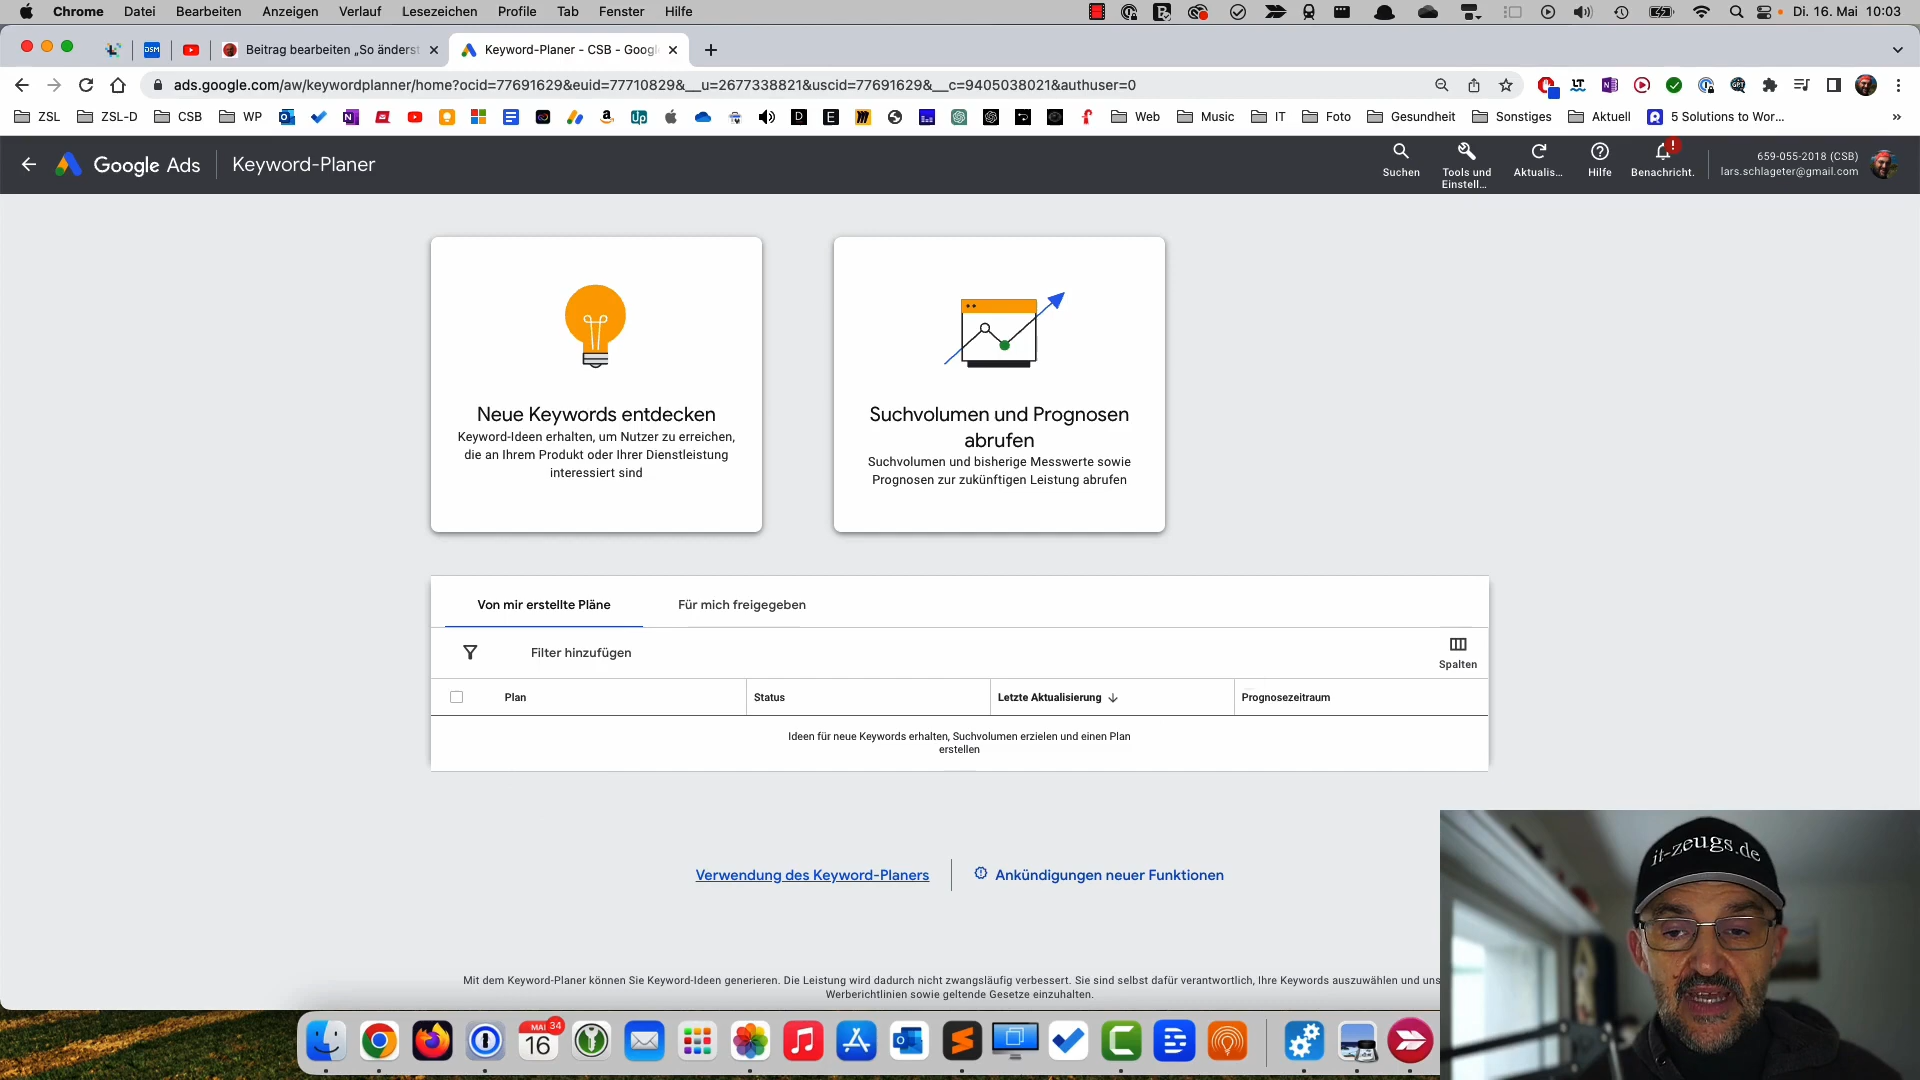 Chrome Datei Bearbeiten Anzeigen Verlauf Lesezeichen Profile Tab Fenster Hilfe Di. 16. Mai 10:03
Beitrag bearbeiten „So änderst Keyword-Planer - CSB - Google
ads.google.com/aw/keywordplanner/home?ocid=77691629&euid=77710829&__u=2677338821&uscid=77691629&__c=9405038021&authuser=0
ZSL ZSL-D CSB WP Web Music IT Foto Gesundheit Sonstiges Aktuell 5 Solutions to Wor... »
Google Ads Keyword-Planer
Suchen
Tools und
Einstell...
Aktualis...
Hilfe
Benachricht.
659-055-2018 (CSB)
lars.schlageter@gmail.com
Neue Keywords entdecken
Keyword-Ideen erhalten, um Nutzer zu erreichen,
die an Ihrem Produkt oder Ihrer Dienstleistung
interessiert sind
Suchvolumen und Prognosen
abrufen
Suchvolumen und bisherige Messwerte sowie
Prognosen zur zukünftigen Leistung abrufen
Von mir erstellte Pläne Für mich freigegeben
Filter hinzufügen
Spalten
Plan Status Letzte Aktualisierung Prognosezeitraum
Ideen für neue Keywords erhalten, Suchvolumen erzielen und einen Plan
erstellen
Verwendung des Keyword-Planers Ankündigungen neuer Funktionen
Mit dem Keyword-Planer können Sie Keyword-Ideen generieren. Die Leistung wird dadurch nicht zwangsläufig verbessert. Sie sind selbst dafür verantwortlich, Ihre Keywords auszuwählen und uns
Werberichtlinien sowie geltende Gesetze einzuhalten.
it-zeugs.de
MAI 34
16